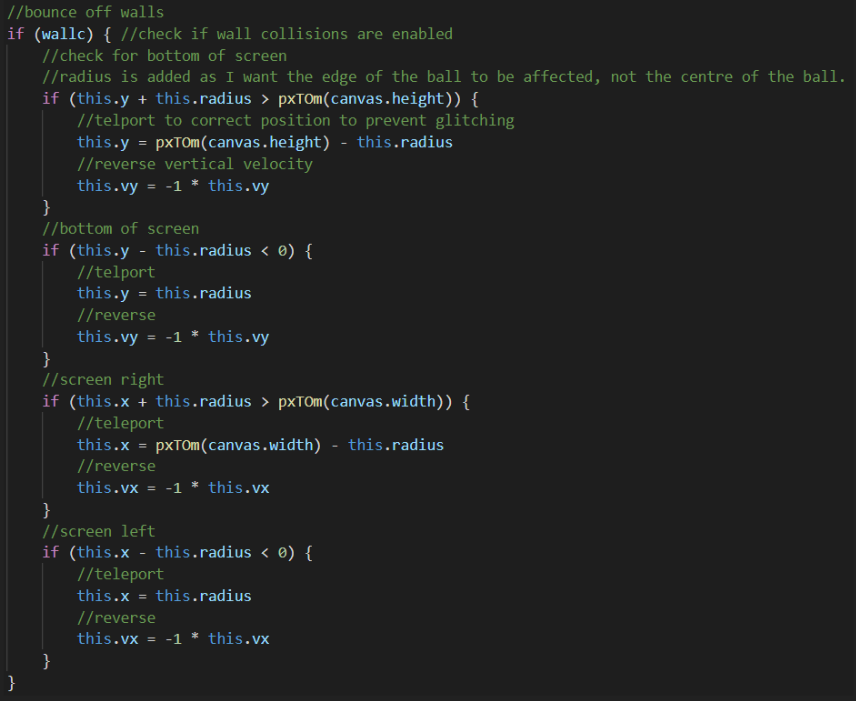 //bounce off walls
if (wallc) { //check if wall collisions are enabled
//check for bottom of screen
//radius is added as I want the edge of the ball to be affected, not the centre of the ball.
if (this.y + this.radius > pxTOm(canvas.height)) {
//telport to correct position to prevent glitching
this.y = pxTOm(canvas.height) - this.radius
//reverse vertical velocity
this.vy = -1 * this.vy
}
//bottom of screen
if (this.y - this.radius < 0) {
//telport
this.y = this.radius
//reverse
this.vy = -1 * this.vy
}
//screen right
if (this.x + this.radius > pxTOm(canvas.width)) {
//teleport
this.x = pxTOm(canvas.width) - this.radius
//reverse
this.vx = -1 * this.vx
}
//screen left
if (this.x - this.radius < 0) {
//teleport
this.x = this.radius
//reverse
this.vx = -1 * this.vx
}
}